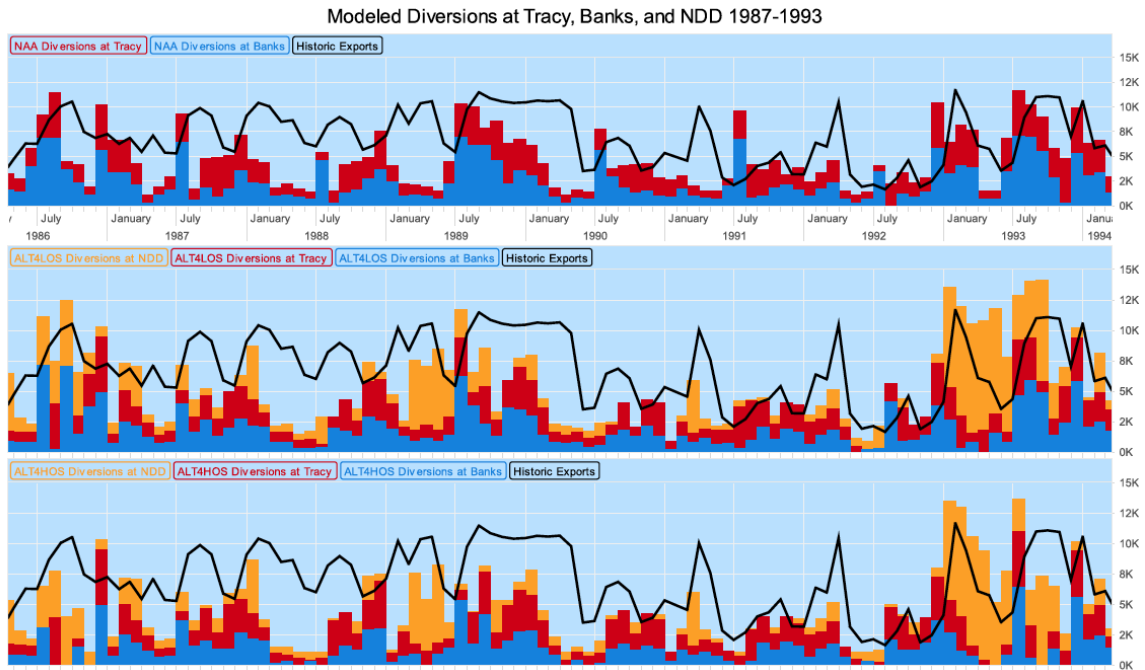 Modeled Diversions at Tracy, Banks, and NDD 1987-1993
NAA Diversions at Tracy NAA Diversions at Banks Historic Exports
15K
12K
10K
8K
5K
2K
0K
July January July January July January July January July January July January July January July Janua
1986 1987 1988 1989 1990 1991 1992 1993 1994
ALT4LOS Diversions at NDD ALT4LOS Diversions at Tracy ALT4LOS Diversions at Banks Historic Exports
15K
12K
10K
8K
5K
2K
0K
ALT4HOS Diversions at NDD ALT4HOS Diversions at Tracy ALT4HOS Diversions at Banks Historic Exports
15K
12K
10K
8K
5K
2K
0K